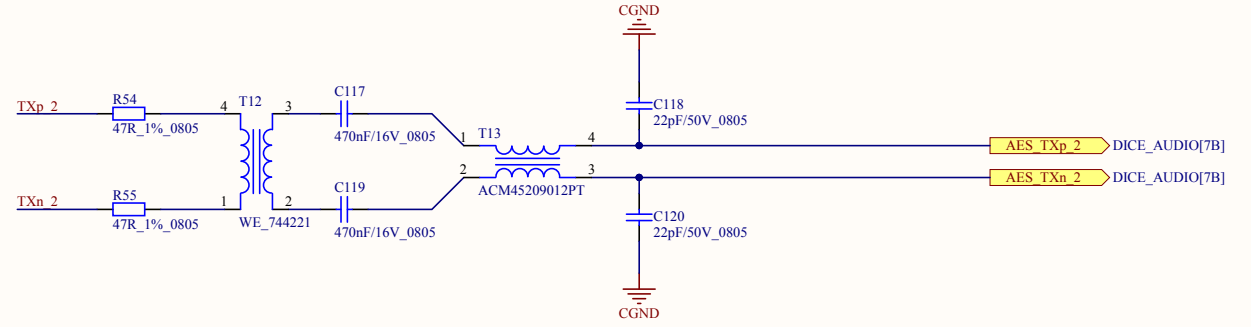 CGND
C118
22pF/50V_0805
TXp_2
R54
47R_1%_0805
4
T12
3
C117
470nF/16V_0805
1
T13
4
AES_TXp_2
DICE_AUDIO[7B]
2
ACM45209012PT
3
AES_TXn_2
DICE_AUDIO[7B]
TXn_2
R55
47R_1%_0805
1
WE_744221
2
C119
470nF/16V_0805
C120
22pF/50V_0805
CGND